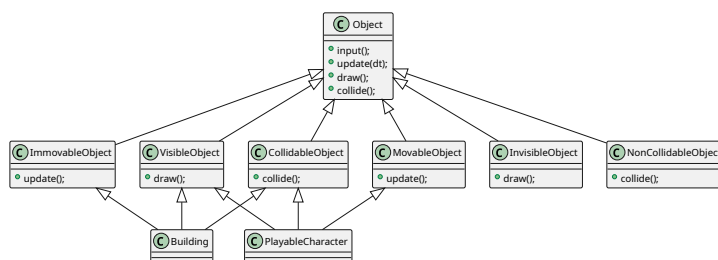 C Object
input();
update(dt);
draw();
collide();
C ImmovableObject
update();
C VisibleObject
draw();
C CollidableObject
collide();
C MovableObject
update();
C InvisibleObject
draw();
C NonCollidableObject
collide();
C Building
C PlayableCharacter